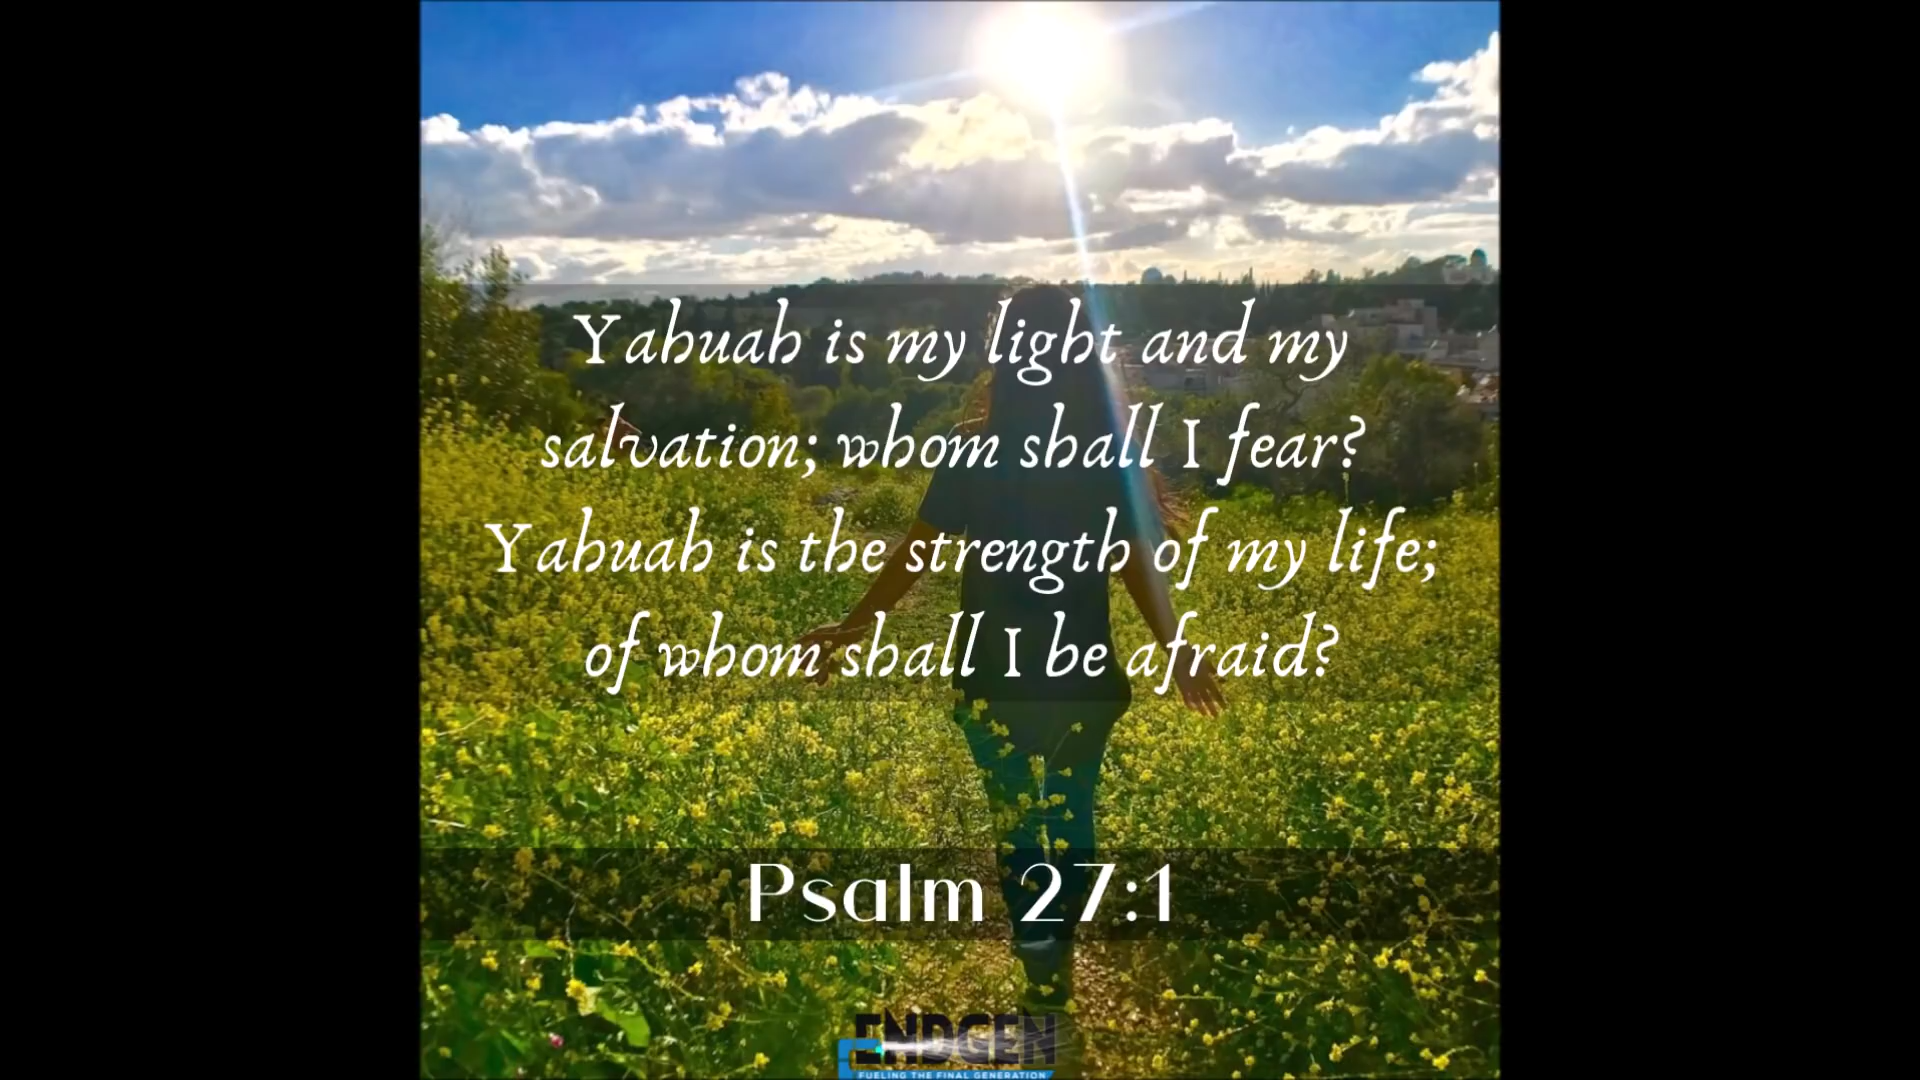 Yahuah is my light and my
salvation; whom shall I fear?
Yahuah is the strength of my life;
of whom shall I be afraid?
Psalm 27:1
ENDGEN
FUELING THE FINAL GENERATION